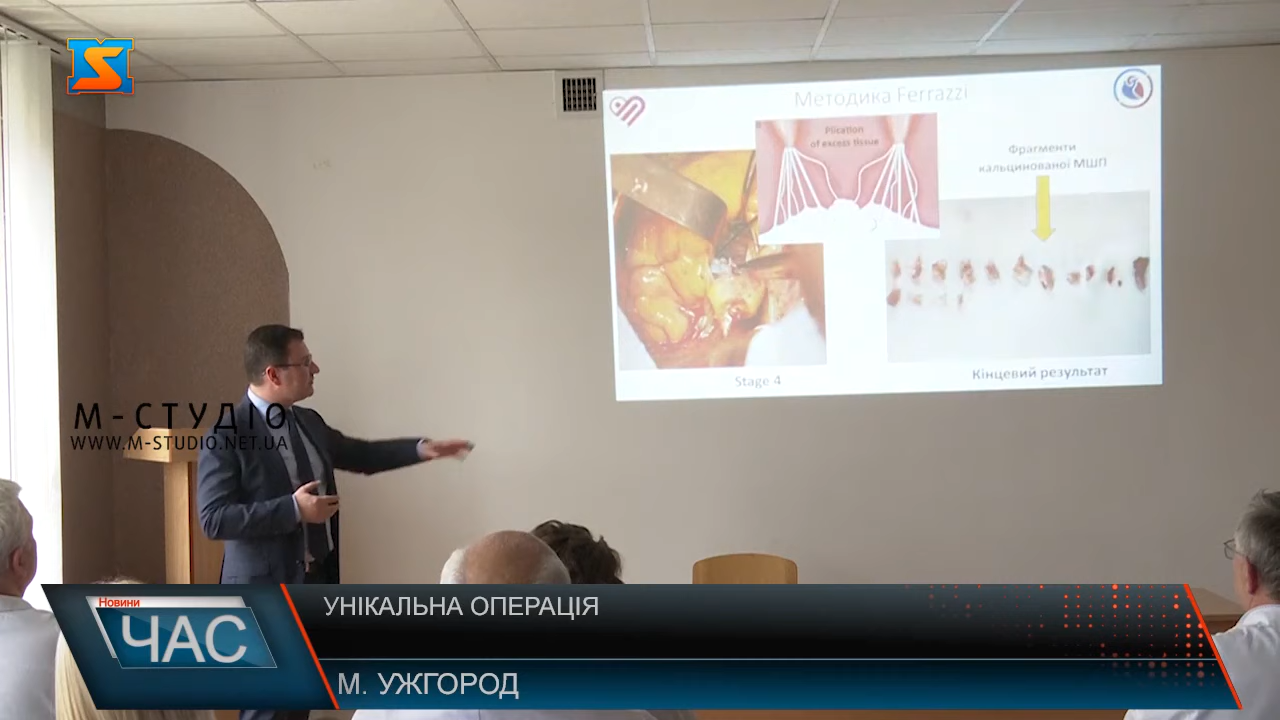 Методика Ferrazzi
Plication
of excess tissue
Фрагменти
кальцинованої МШП
Stage 4
Кінцевий результат
М-СТУДІО
WWW.M-STUDIO.NET.UA
Новини
ЧАС
УНІКАЛЬНА ОПЕРАЦІЯ
М. УЖГОРОД